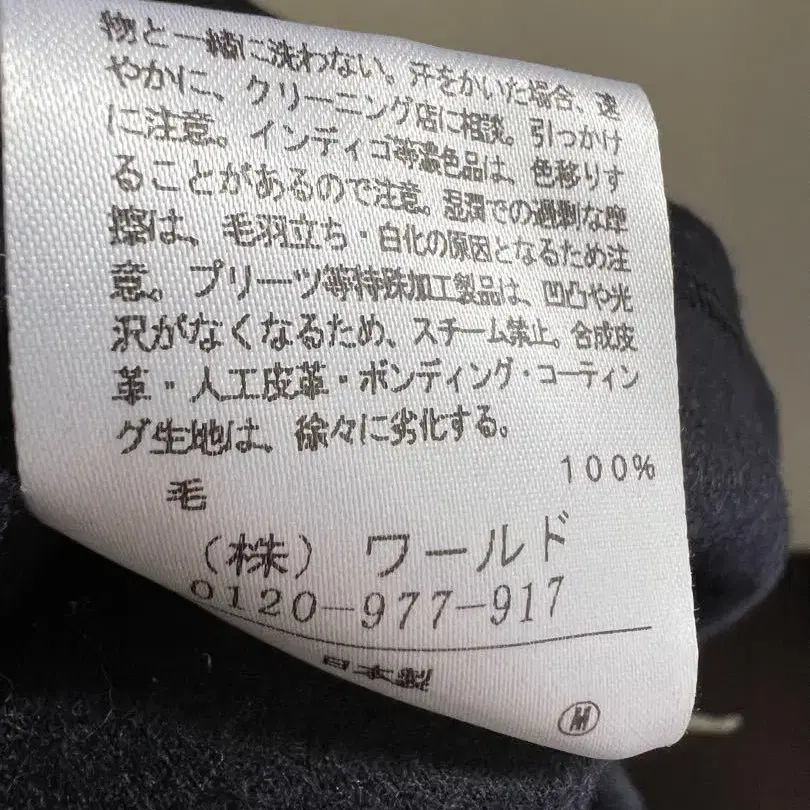 物と一緒に洗わない。汗をかいた場合、速
やかに、クリーニング店に相談。引っかけ
に注意。インディゴ等濃色品は、色移りす
ることがあるので注意。湿潤での過剰な摩
擦は、毛羽立ち・白化の原因となるため注
意。プリーツ等特殊加工製品は、凹凸や光
沢がなくなるため、スチーム禁止。合成皮
革・人工皮革・ボンディング・コーティン
グ生地は、徐々に劣化する。
毛 100%
(株) ワールド
0120-977-917
日本製
M